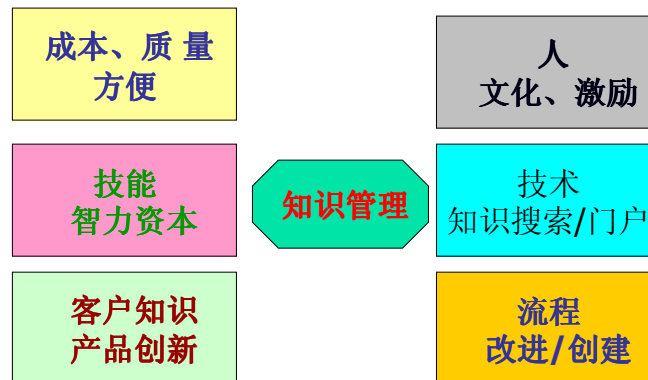 成本、质 量
方便
人
文化、激励
技能
智力资本
知识管理
技术
知识搜索/门户
客户知识
产品创新
流程
改进/创建